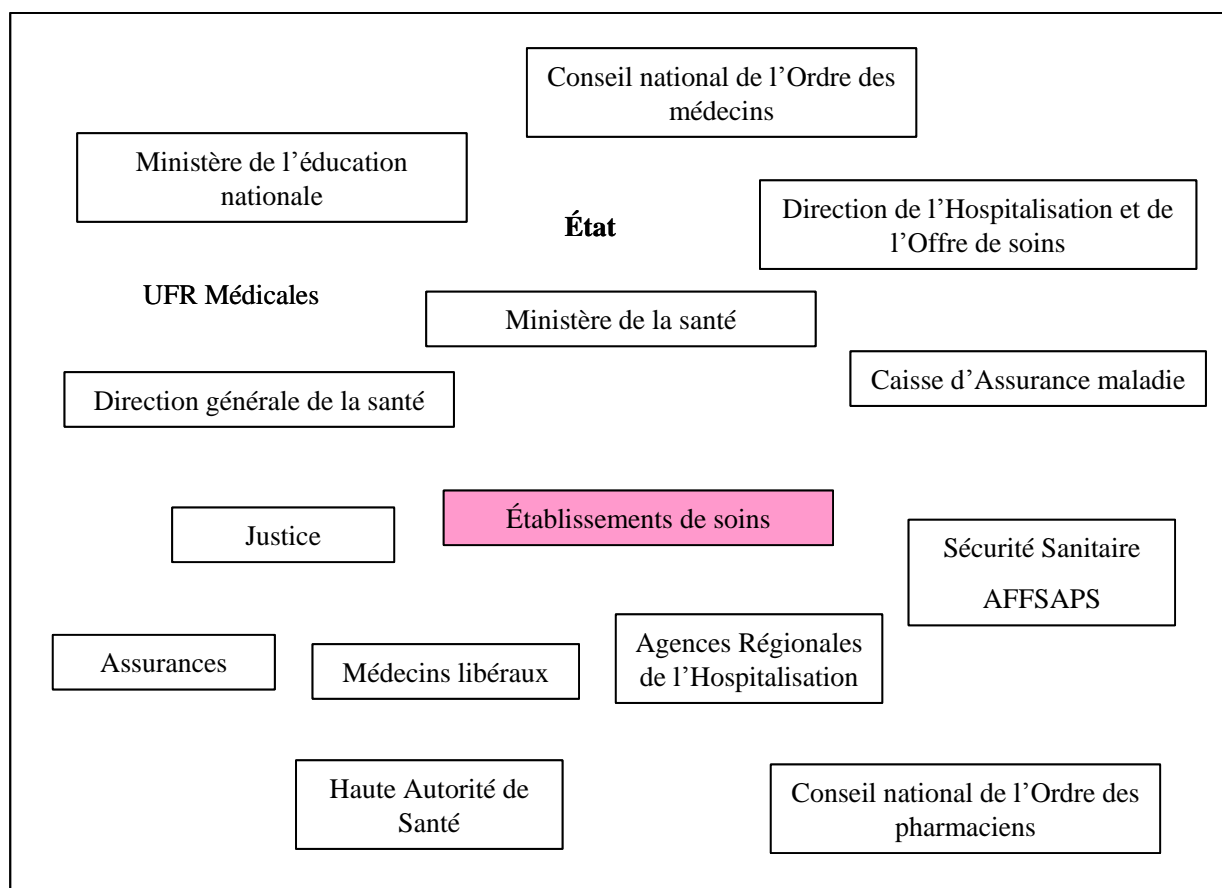 Conseil national de l’Ordre des
médecins
Ministère de l’éducation
nationale
Direction de l’Hospitalisation et de
l’Offre de soins
État
UFR Médicales
Ministère de la santé
Caisse d’Assurance maladie
Direction générale de la santé
Établissements de soins
Justice
Sécurité Sanitaire
AFFSAPS
Agences Régionales
de l’Hospitalisation
Assurances
Médecins libéraux
Haute Autorité de
Santé
Conseil national de l’Ordre des
pharmaciens